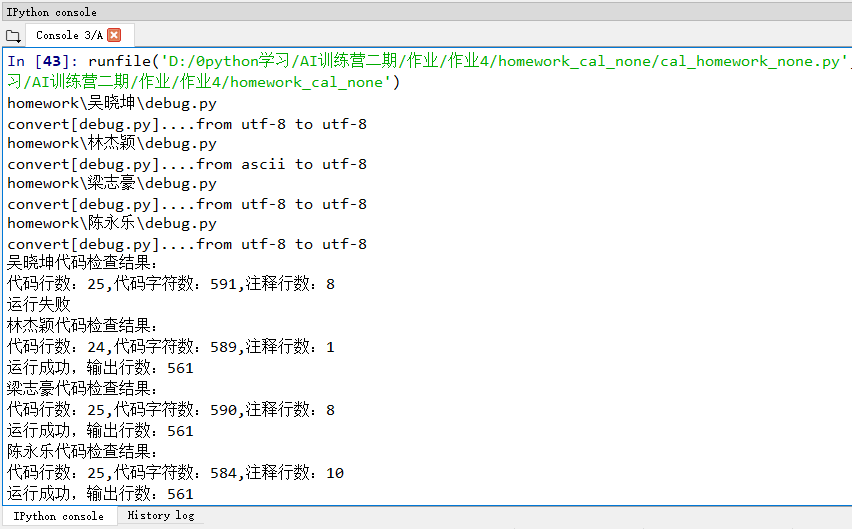 IPython console
Console 3/A
In [43]: runfile('D:/0python学习/AI训练营二期/作业/作业4/homework_cal_none/cal_homework_none.py',
习/AI训练营二期/作业/作业4/homework_cal_none')
homework\吴晓坤\debug.py
convert[debug.py]....from utf-8 to utf-8
homework\林杰颖\debug.py
convert[debug.py]....from ascii to utf-8
homework\梁志豪\debug.py
convert[debug.py]....from utf-8 to utf-8
homework\陈永乐\debug.py
convert[debug.py]....from utf-8 to utf-8
吴晓坤代码检查结果：
代码行数：25,代码字符数：591,注释行数：8
运行失败
林杰颖代码检查结果：
代码行数：24,代码字符数：589,注释行数：1
运行成功，输出行数：561
梁志豪代码检查结果：
代码行数：25,代码字符数：590,注释行数：8
运行成功，输出行数：561
陈永乐代码检查结果：
代码行数：25,代码字符数：584,注释行数：10
运行成功，输出行数：561
IPython console
History log